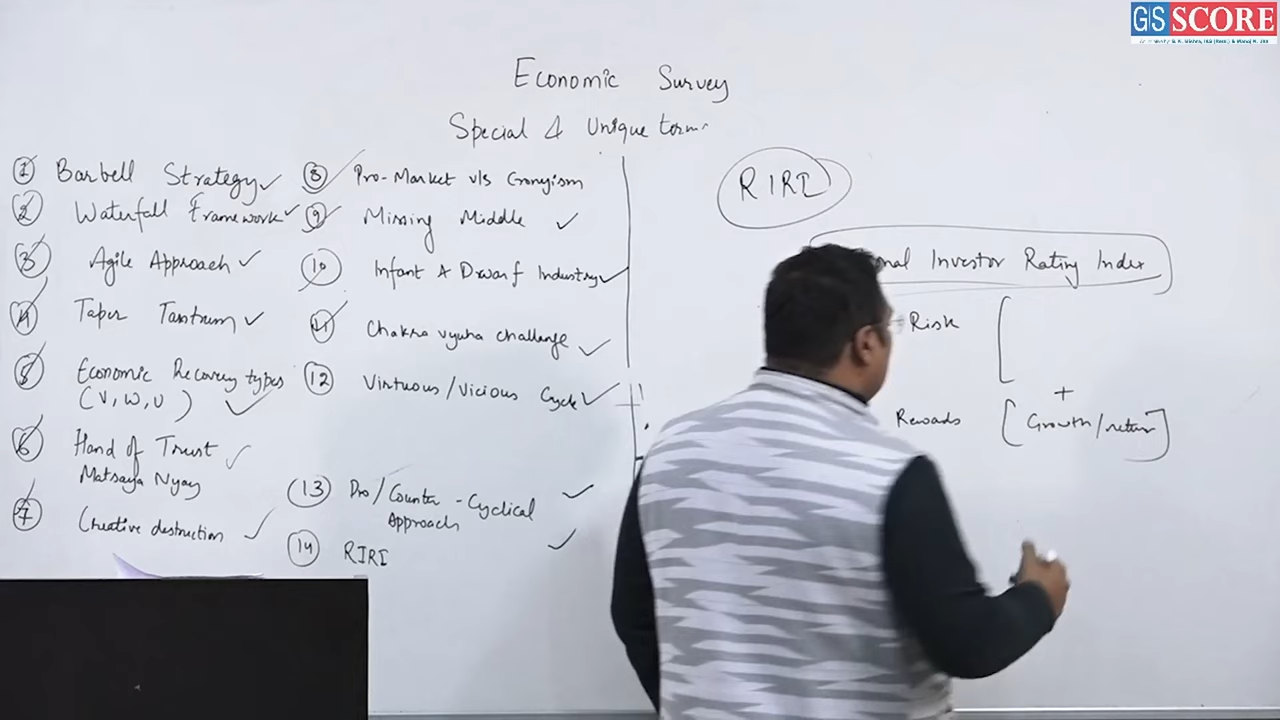 GS SCORE
Economic Survey
Special & Unique terms
1 Barbell Strategy
2 Waterfall Framework
3 Agile Approach
4 Taper Tantrum
5 Economic Recovery types
(V, W, U )
6 Hand of Trust
Matsaya Nyay
7 Creative destruction
8 Pro-Market v/s Cronyism
9 Missing Middle
10 Infant & Dwarf Industry
11 Chakra vyuha challenge
12 Virtuous/Vicious Cycle
13 Pro/Counter-Cyclical
Approach
14 RIRI
RIRI
onal Investor Rating Index
Risk
+
Rewards [Growth/return]